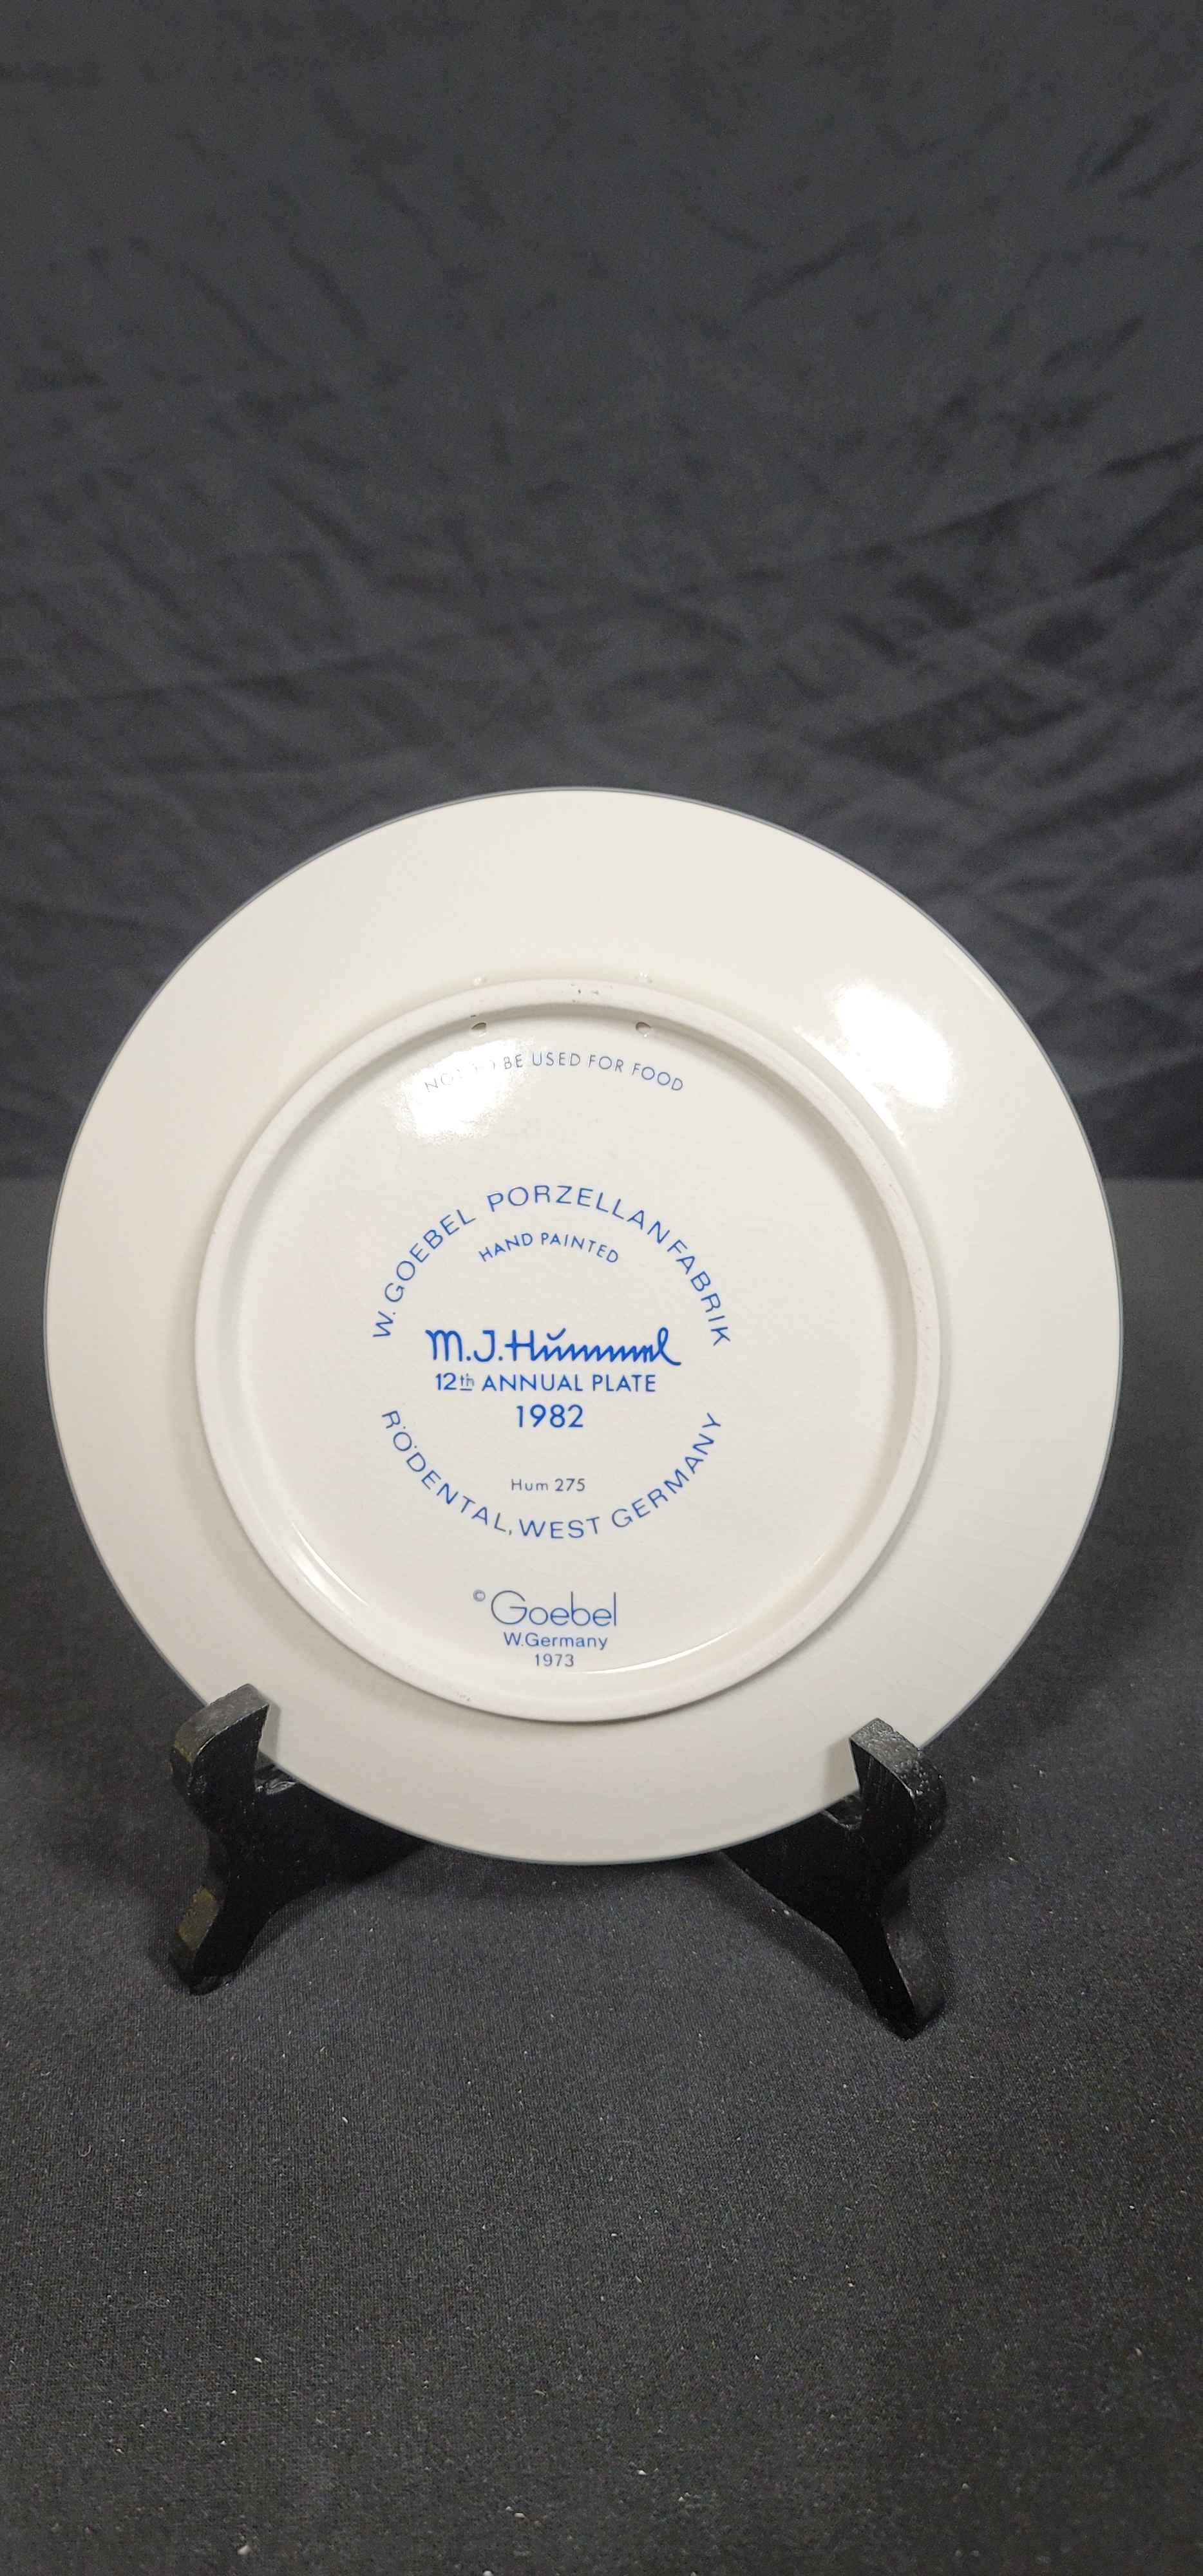 NOT TO BE USED FOR FOOD
W. GOEBEL PORZELLANFABRIK
HAND PAINTED
M.J.Hummel
12th ANNUAL PLATE
1982
Hum 275
RÖDENTAL, WEST GERMANY
© Goebel
W.Germany
1973